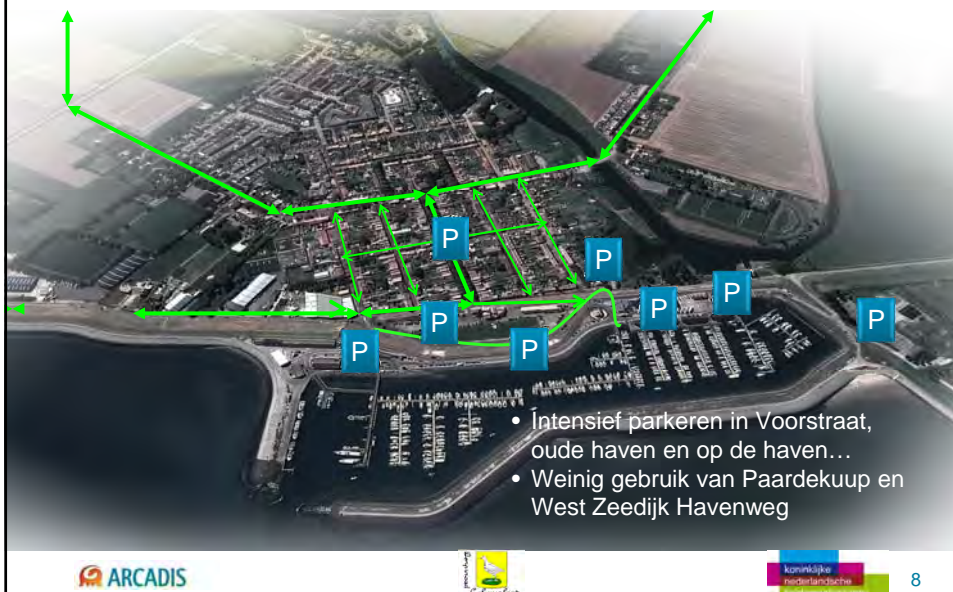 P
P
P
P
P
P
P
P
• Intensief parkeren in Voorstraat,
oude haven en op de haven…
• Weinig gebruik van Paardekuup en
West Zeedijk Havenweg
ARCADIS
koninklijke
nederlandsche
8